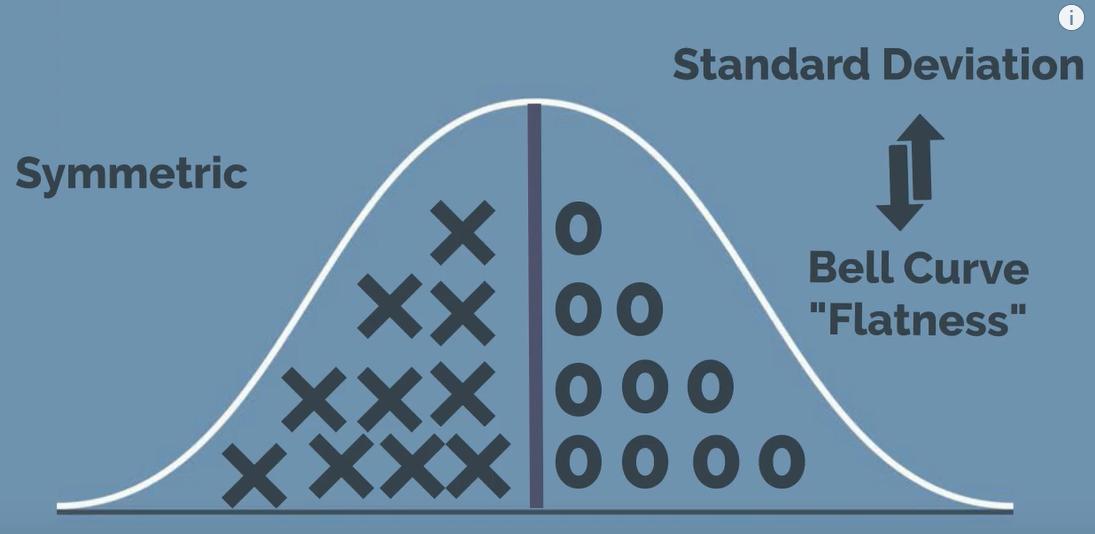 Standard Deviation
Symmetric
Bell Curve
"Flatness"
X O
X X O O
X X X O O O
X X X X O O O O
i